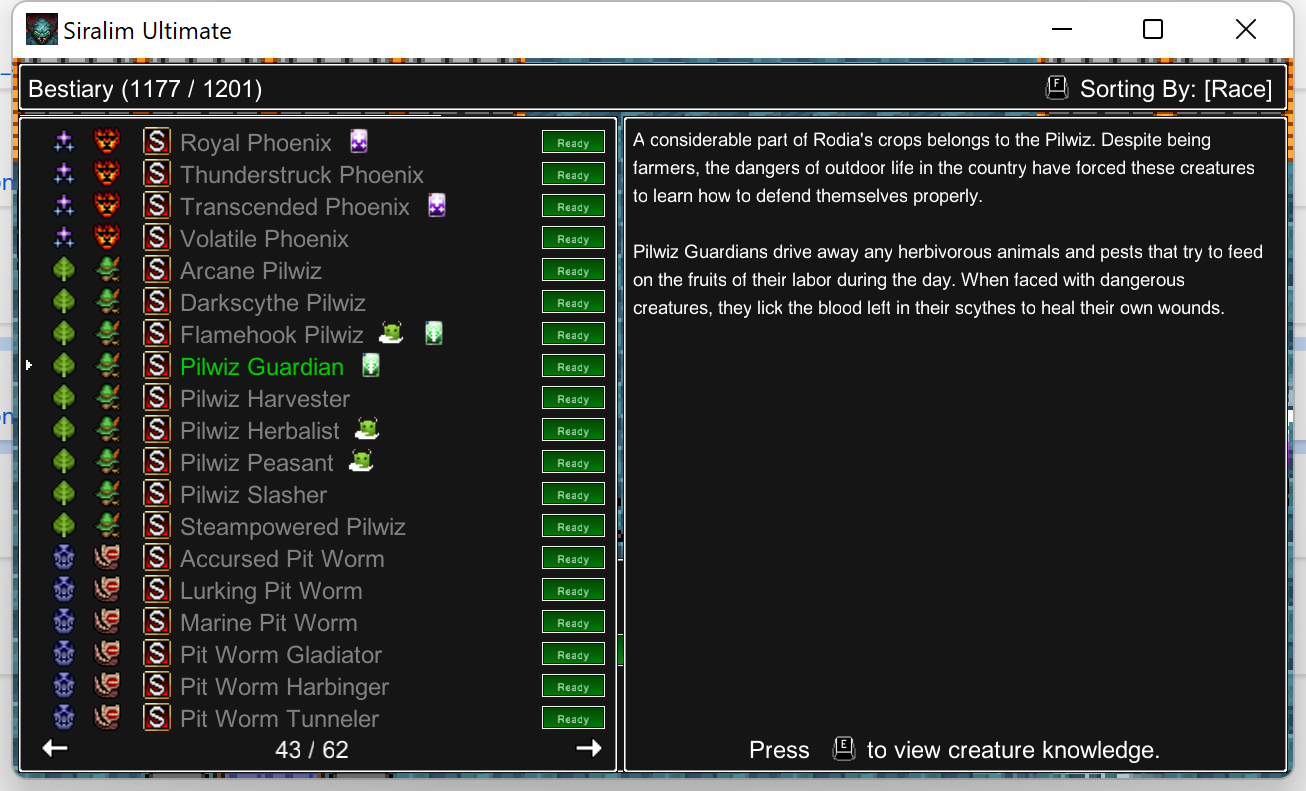 Siralim Ultimate
Bestiary (1177 / 1201)
F Sorting By: [Race]
S Royal Phoenix Ready
S Thunderstruck Phoenix Ready
S Transcended Phoenix Ready
S Volatile Phoenix Ready
S Arcane Pilwiz Ready
S Darkscythe Pilwiz Ready
S Flamehook Pilwiz Ready
S Pilwiz Guardian Ready
S Pilwiz Harvester Ready
S Pilwiz Herbalist Ready
S Pilwiz Peasant Ready
S Pilwiz Slasher Ready
S Steampowered Pilwiz Ready
S Accursed Pit Worm Ready
S Lurking Pit Worm Ready
S Marine Pit Worm Ready
S Pit Worm Gladiator Ready
S Pit Worm Harbinger Ready
S Pit Worm Tunneler Ready
43 / 62
A considerable part of Rodia's crops belongs to the Pilwiz. Despite being
farmers, the dangers of outdoor life in the country have forced these creatures
to learn how to defend themselves properly.
Pilwiz Guardians drive away any herbivorous animals and pests that try to feed
on the fruits of their labor during the day. When faced with dangerous
creatures, they lick the blood left in their scythes to heal their own wounds.
Press E to view creature knowledge.